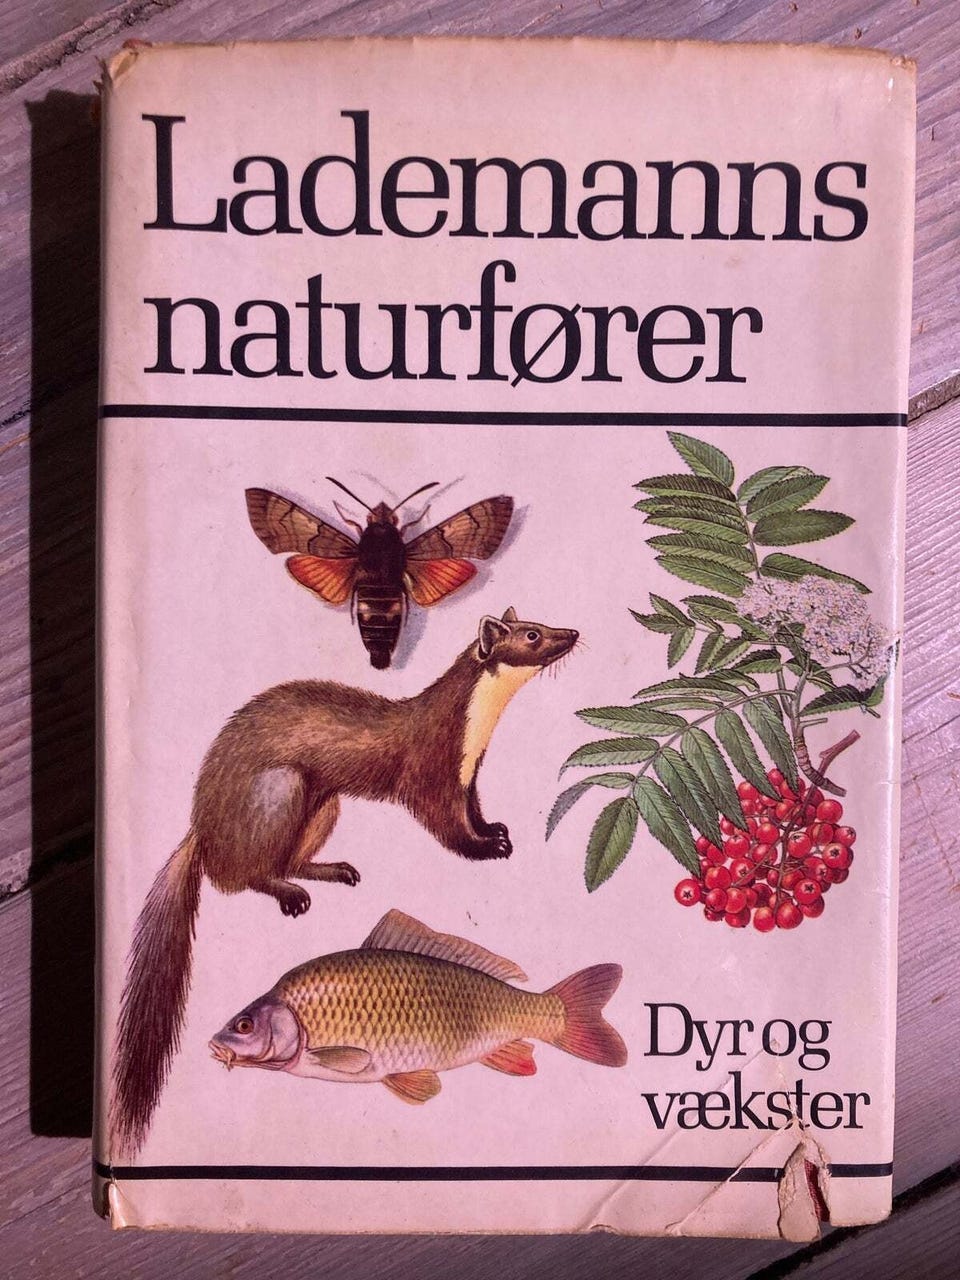 Lademanns
naturfører
Dyr og
vækster